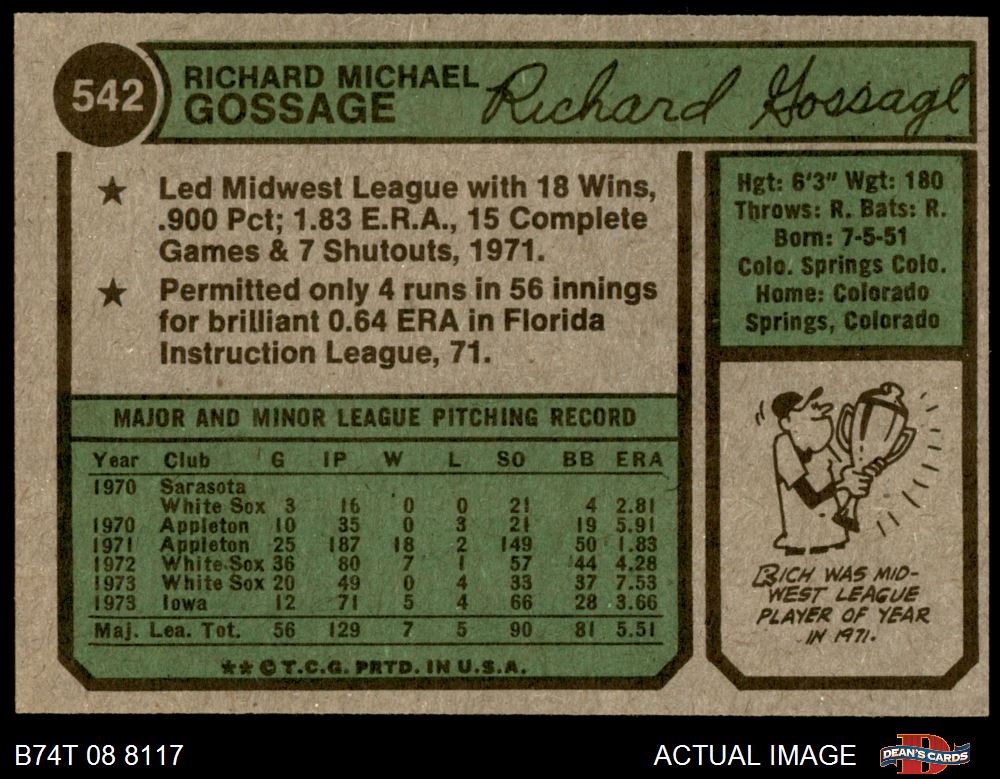 542
RICHARD MICHAEL
GOSSAGE
Richard Gossage
★ Led Midwest League with 18 Wins,
.900 Pct; 1.83 E.R.A., 15 Complete
Games & 7 Shutouts, 1971.
★ Permitted only 4 runs in 56 innings
for brilliant 0.64 ERA in Florida
Instruction League, 71.
Hgt: 6'3" Wgt: 180
Throws: R. Bats: R.
Born: 7-5-51
Colo. Springs Colo.
Home: Colorado
Springs, Colorado
MAJOR AND MINOR LEAGUE PITCHING RECORD
Year Club G IP W L SO BB ERA
1970 Sarasota
White Sox 3 16 0 0 21 4 2.81
1970 Appleton 10 35 0 3 21 19 5.91
1971 Appleton 25 187 18 2 149 50 1.83
1972 White Sox 36 80 7 1 57 44 4.28
1973 White Sox 20 49 0 4 33 37 7.53
1973 Iowa 12 71 5 4 66 28 3.66
Maj. Lea. Tot. 56 129 7 5 90 81 5.51
★★ © T.C.G. PRTD. IN U.S.A.
RICH WAS MID-
WEST LEAGUE
PLAYER OF YEAR
IN 1971.
B74T 08 8117
ACTUAL IMAGE
DEAN'S CARDS